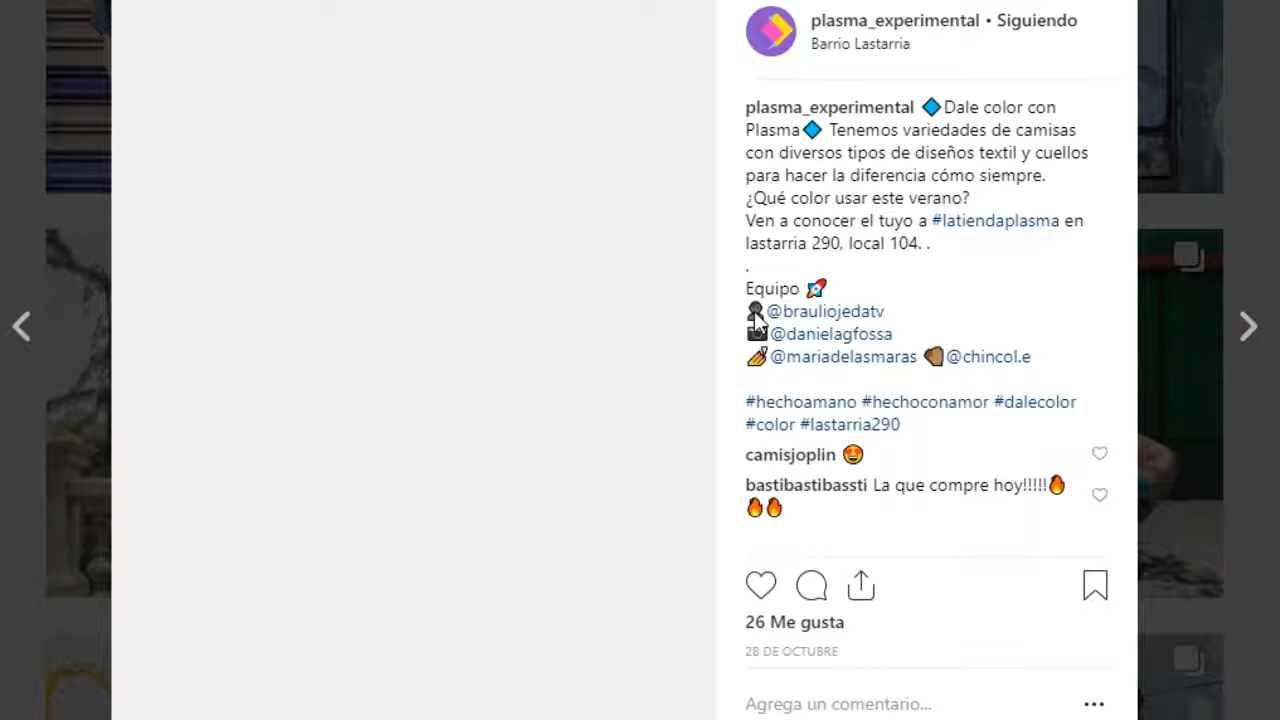 plasma_experimental • Siguiendo
Barrio Lastarria
plasma_experimental 🔷Dale color con
Plasma🔷 Tenemos variedades de camisas
con diversos tipos de diseños textil y cuellos
para hacer la diferencia cómo siempre.
¿Qué color usar este verano?
Ven a conocer el tuyo a #latiendaplasma en
lastarria 290, local 104. .
.
Equipo 🚀
@brauliojedatv
@danielagfossa
@mariadelasmaras @chincol.e
#hechoamano #hechoconamor #dalecolor
#color #lastarria290
camisjoplin 😍
bastibastibassti La que compre hoy!!!!!🔥
🔥🔥
26 Me gusta
28 DE OCTUBRE
Agrega un comentario...